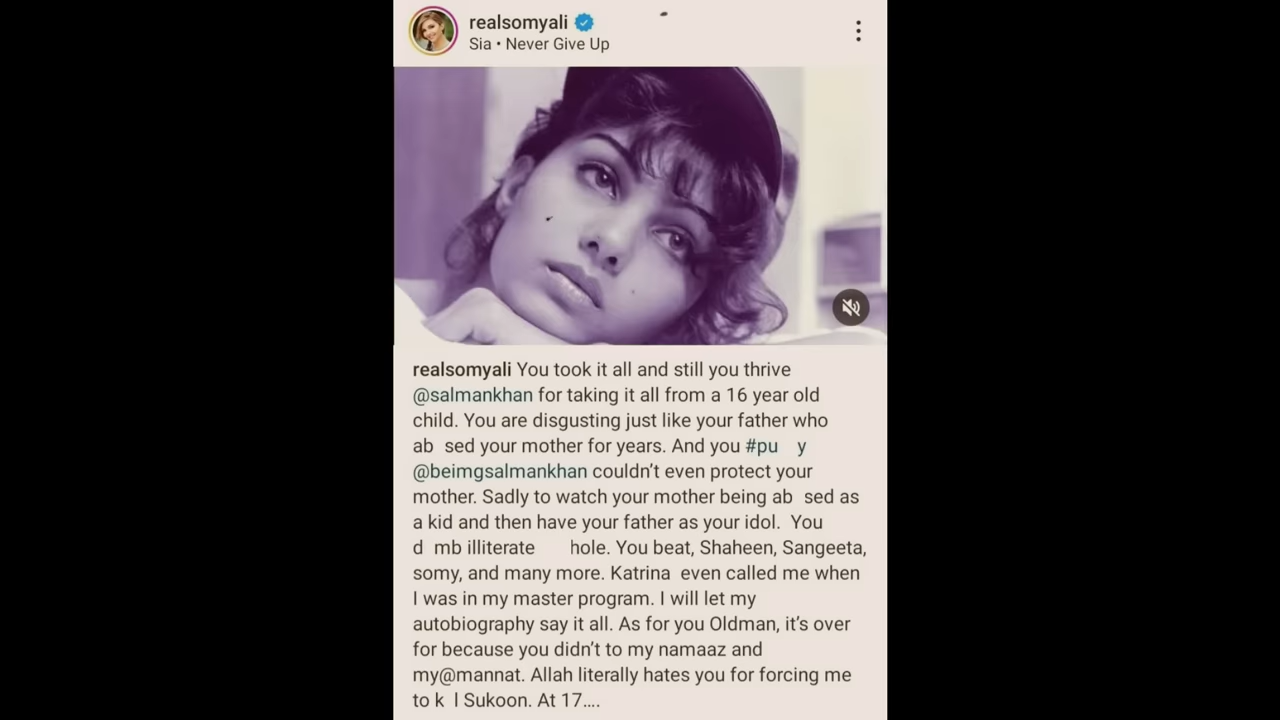 realsomyali
Sia • Never Give Up
realsomyali You took it all and still you thrive
@salmankhan for taking it all from a 16 year old
child. You are disgusting just like your father who
ab sed your mother for years. And you #pu y
@beimgsalmankhan couldn't even protect your
mother. Sadly to watch your mother being ab sed as
a kid and then have your father as your idol. You
d mb illiterate hole. You beat, Shaheen, Sangeeta,
somy, and many more. Katrina even called me when
I was in my master program. I will let my
autobiography say it all. As for you Oldman, it's over
for because you didn't to my namaaz and
my@mannat. Allah literally hates you for forcing me
to k l Sukoon. At 17....